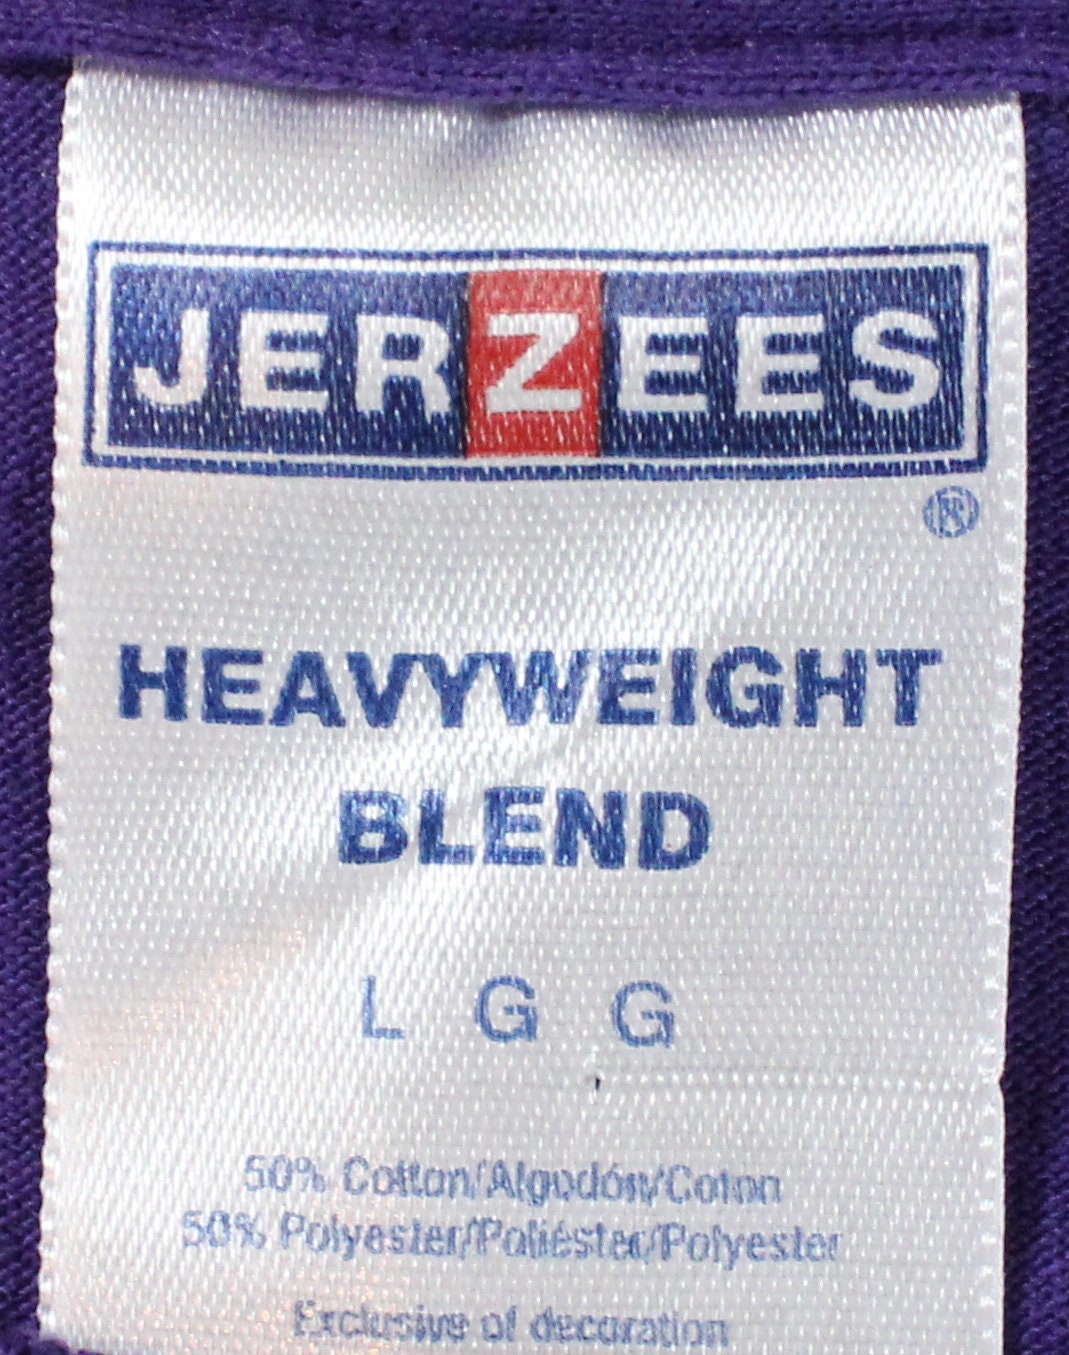 JERZEES
®
HEAVYWEIGHT
BLEND
L G G
50% Cotton/Algodón/Coton
50% Polyester/Poliéster/Polyester
Exclusive of decoration